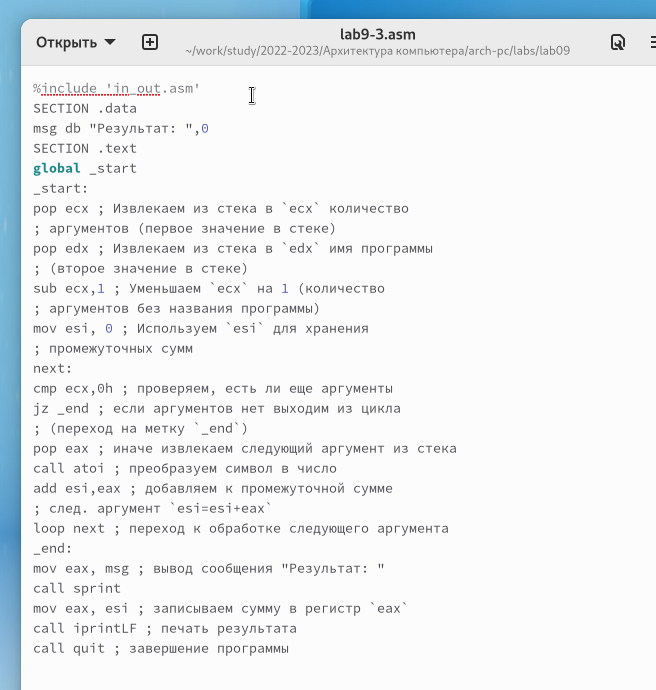 Открыть
lab9-3.asm
~/work/study/2022-2023/Архитектура компьютера/arch-pc/labs/lab09
%include 'in_out.asm'
SECTION .data
msg db "Результат: ",0
SECTION .text
global _start
_start:
pop ecx ; Извлекаем из стека в `ecx` количество
; аргументов (первое значение в стеке)
pop edx ; Извлекаем из стека в `edx` имя программы
; (второе значение в стеке)
sub ecx,1 ; Уменьшаем `ecx` на 1 (количество
; аргументов без названия программы)
mov esi, 0 ; Используем `esi` для хранения
; промежуточных сумм
next:
cmp ecx,0h ; проверяем, есть ли еще аргументы
jz _end ; если аргументов нет выходим из цикла
; (переход на метку `_end`)
pop eax ; иначе извлекаем следующий аргумент из стека
call atoi ; преобразуем символ в число
add esi,eax ; добавляем к промежуточной сумме
; след. аргумент `esi=esi+eax`
loop next ; переход к обработке следующего аргумента
_end:
mov eax, msg ; вывод сообщения "Результат: "
call sprint
mov eax, esi ; записываем сумму в регистр `eax`
call iprintLF ; печать результата
call quit ; завершение программы